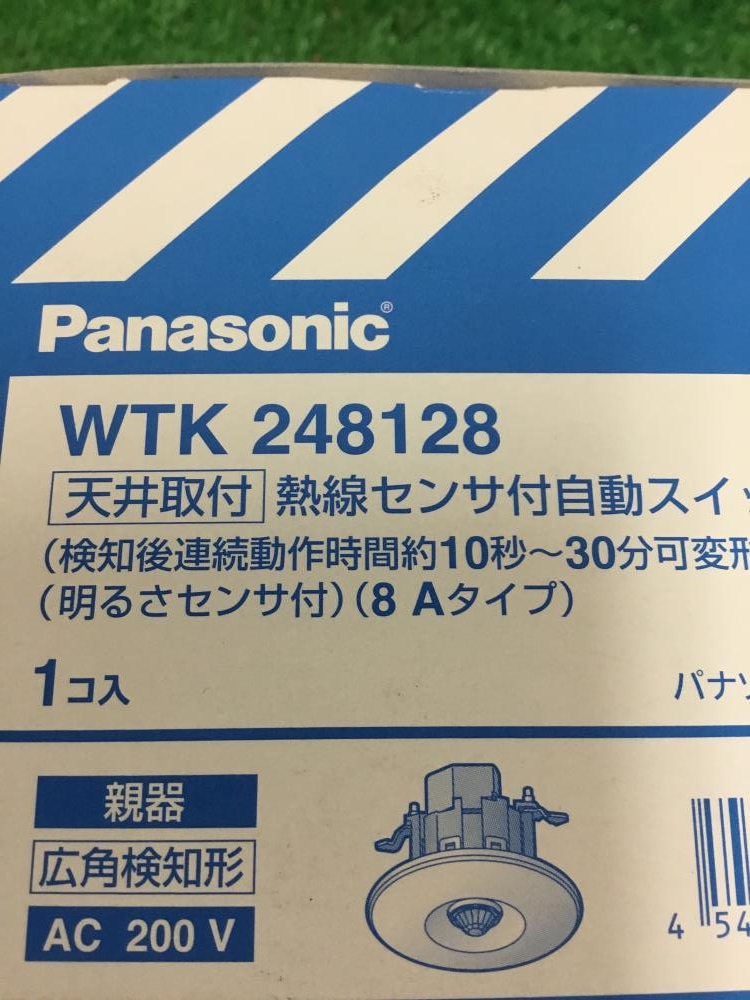 Panasonic®
WTK 248128
天井取付 熱線センサ付自動スイ
(検知後連続動作時間約10秒～30分可変形
(明るさセンサ付)(8 Aタイプ)
1コ入
パナソ
親器
広角検知形
AC 200 V
4 54